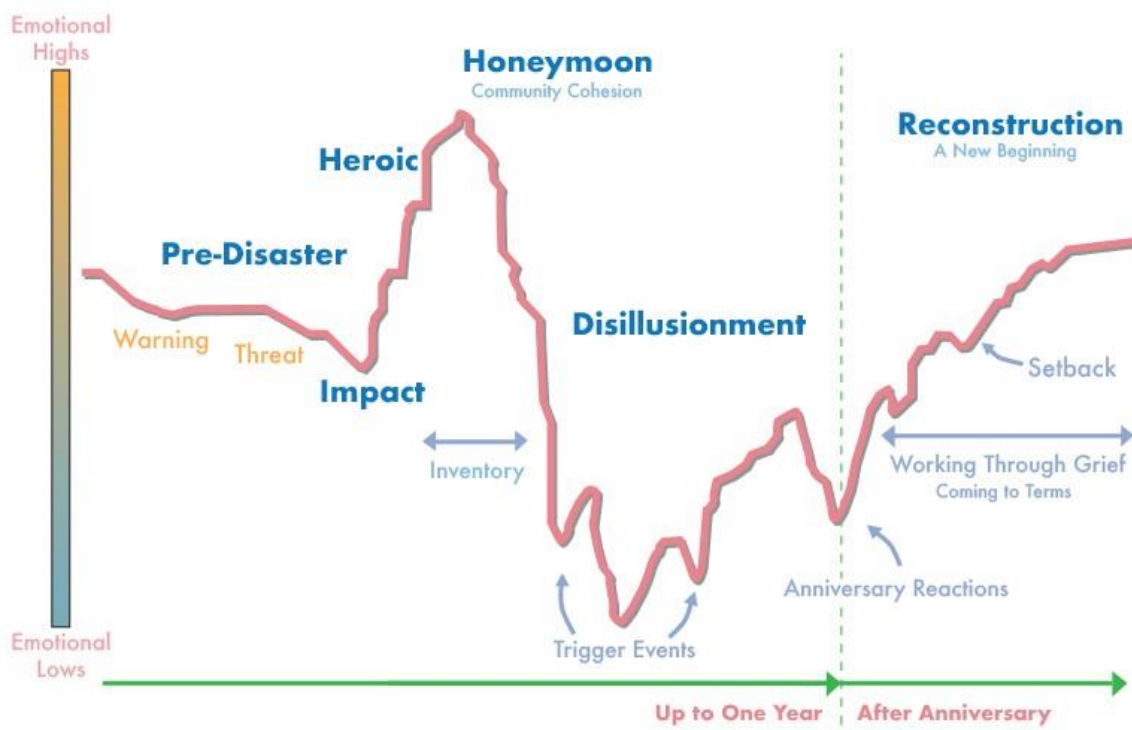 Emotional
Highs
Honeymoon
Community Cohesion
Reconstruction
A New Beginning
Heroic
Pre-Disaster
Warning
Threat
Impact
Disillusionment
Setback
Inventory
Working Through Grief
Coming to Terms
Anniversary Reactions
Trigger Events
Emotional
Lows
Up to One Year
After Anniversary